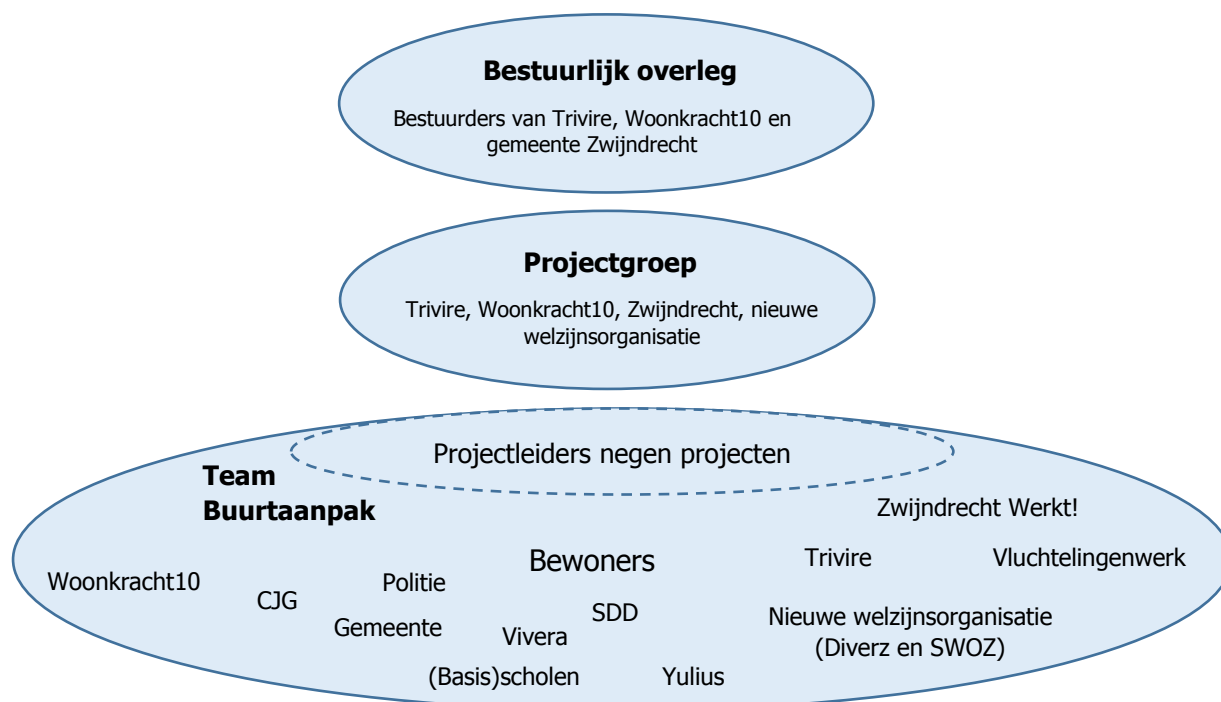 Bestuurlijk overleg
Bestuurders van Trivire, Woonkracht10 en
gemeente Zwijndrecht
Projectgroep
Trivire, Woonkracht10, Zwijndrecht, nieuwe
welzijnsorganisatie
Projectleiders negen projecten
Team
Buurtaanpak
Zwijndrecht Werkt!
Bewoners
Trivire
Vluchtelingenwerk
Woonkracht10
Politie
CJG
SDD
Gemeente
Vivera
Nieuwe welzijnsorganisatie
(Diverz en SWOZ)
(Basis)scholen
Yulius